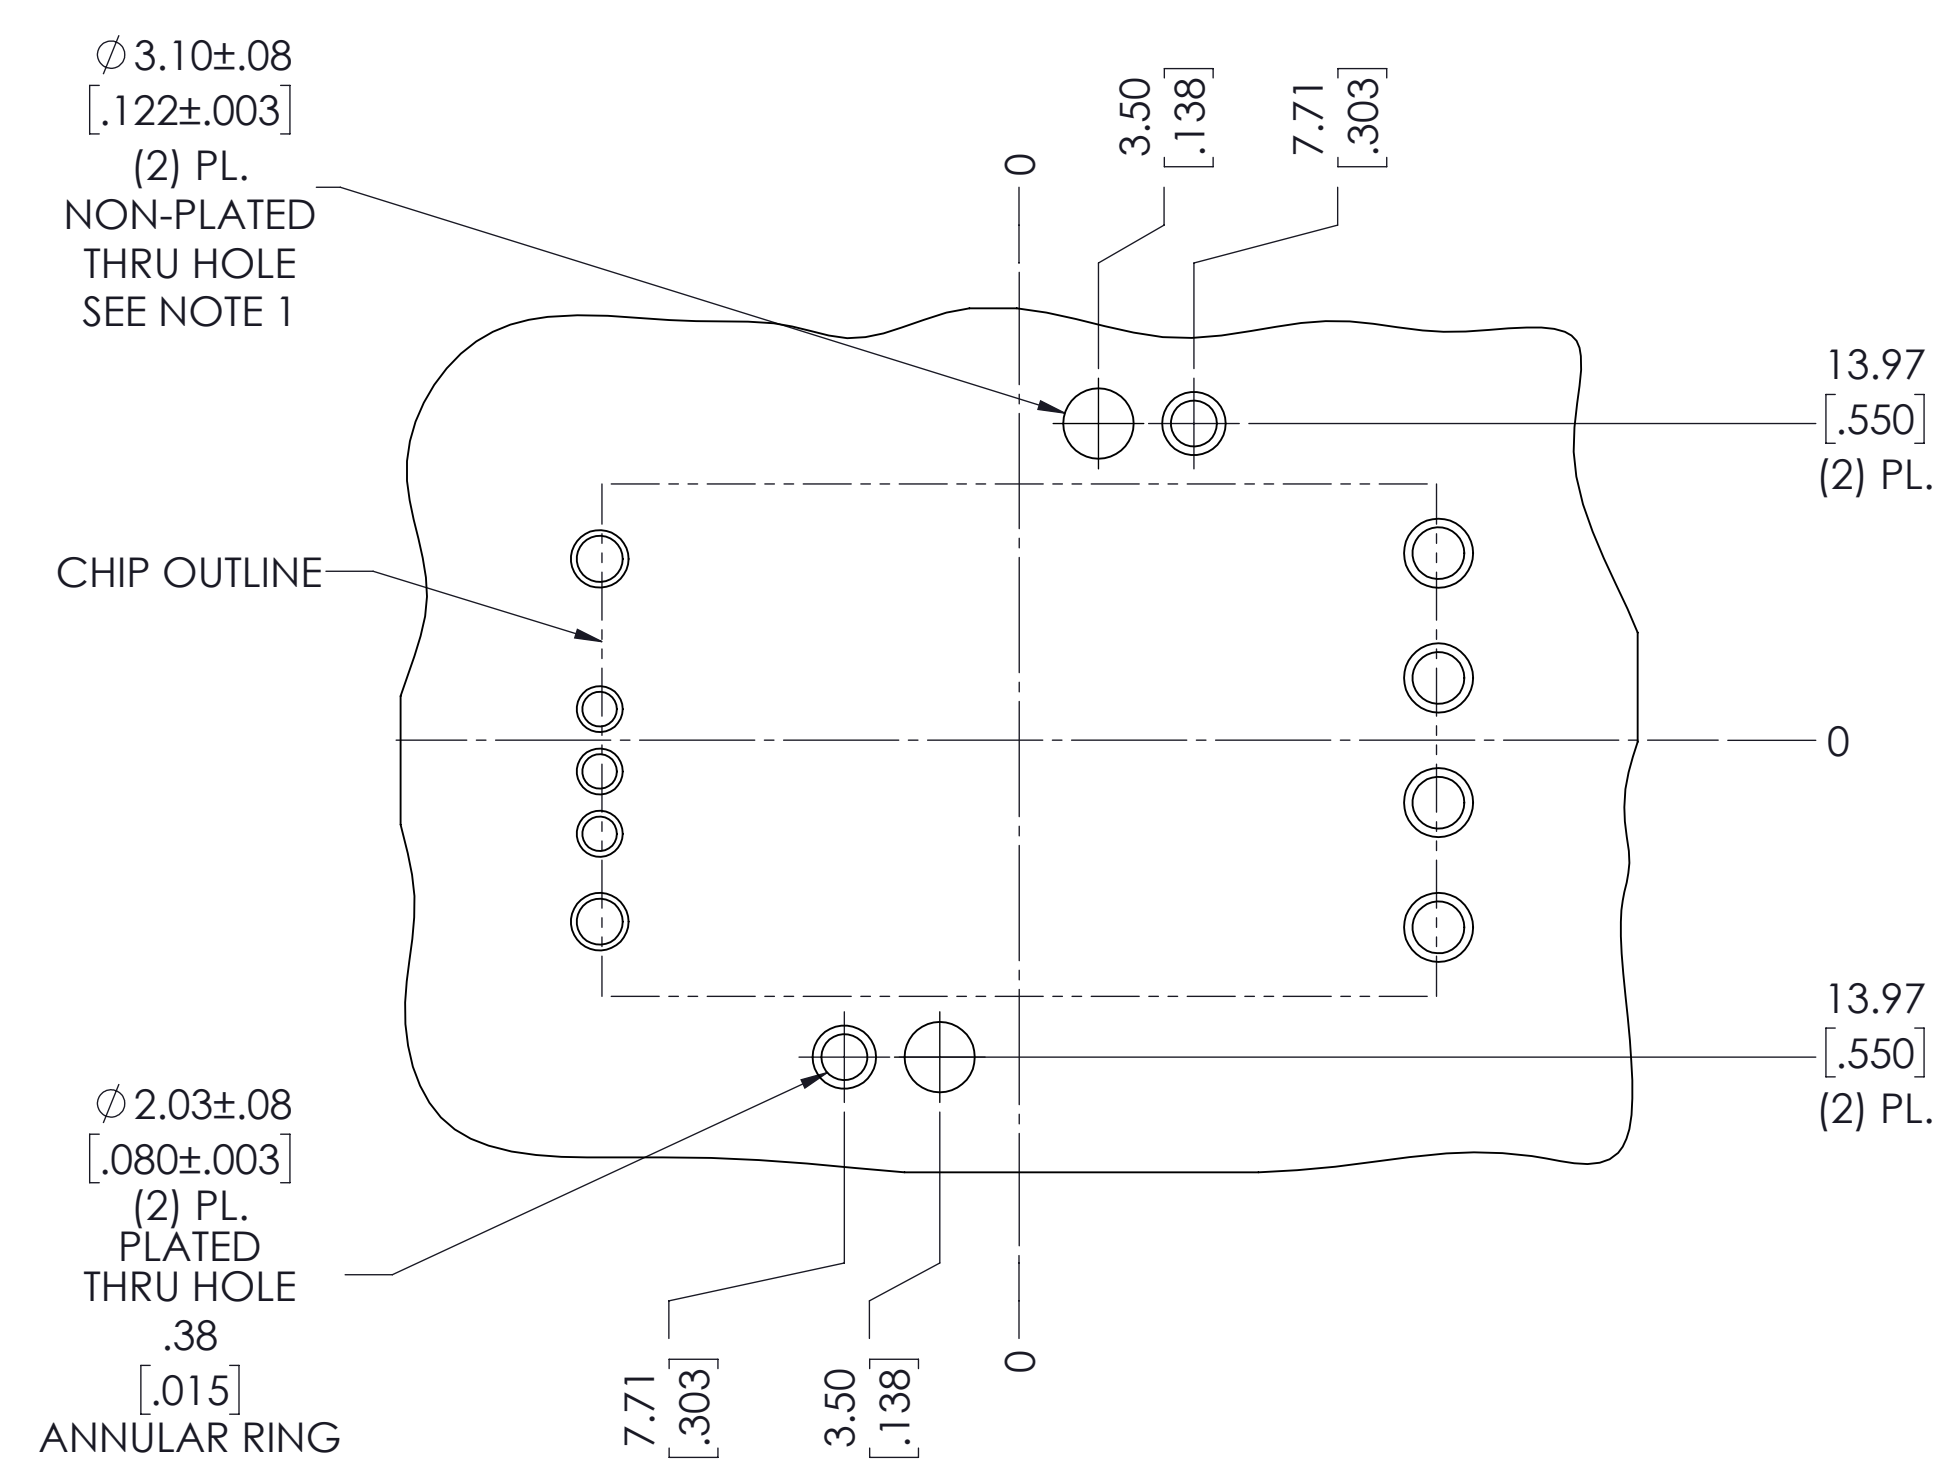 ⌀3.10±.08
[.122±.003]
(2) PL.
NON-PLATED
THRU HOLE
SEE NOTE 1
0
3.50
[.138]
7.71
[.303]
13.97
[.550]
(2) PL.
CHIP OUTLINE
0
13.97
[.550]
(2) PL.
⌀2.03±.08
[.080±.003]
(2) PL.
PLATED
THRU HOLE
.38
[.015]
ANNULAR RING
7.71
[.303]
3.50
[.138]
0